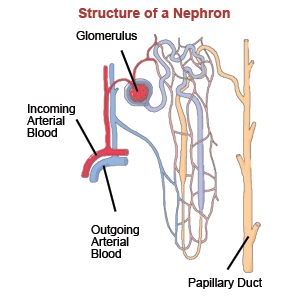 Structure of a Nephron
Glomerulus
Incoming
Arterial
Blood
Outgoing
Arterial
Blood
Papillary Duct